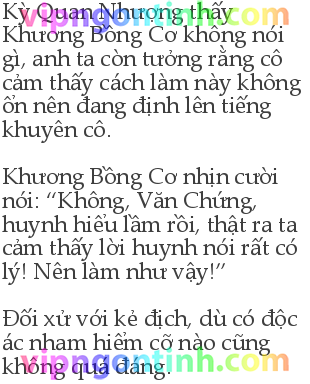 Kỳ Quan Nhương thấy
Khương Bồng Cơ không nói
gì, anh ta còn tưởng rằng cô
cảm thấy cách làm này không
ổn nên đang định lên tiếng
khuyên cô.
Khương Bồng Cơ nhịn cười
nói: “Không, Văn Chứng,
huynh hiểu lầm rồi, thật ra ta
cảm thấy lời huynh nói rất có
lý! Nên làm như vậy!”
Đối xử với kẻ địch, dù có độc
ác nham hiểm cỡ nào cũng
không quá đáng.
vipngontinh.com
vipngontinh.com